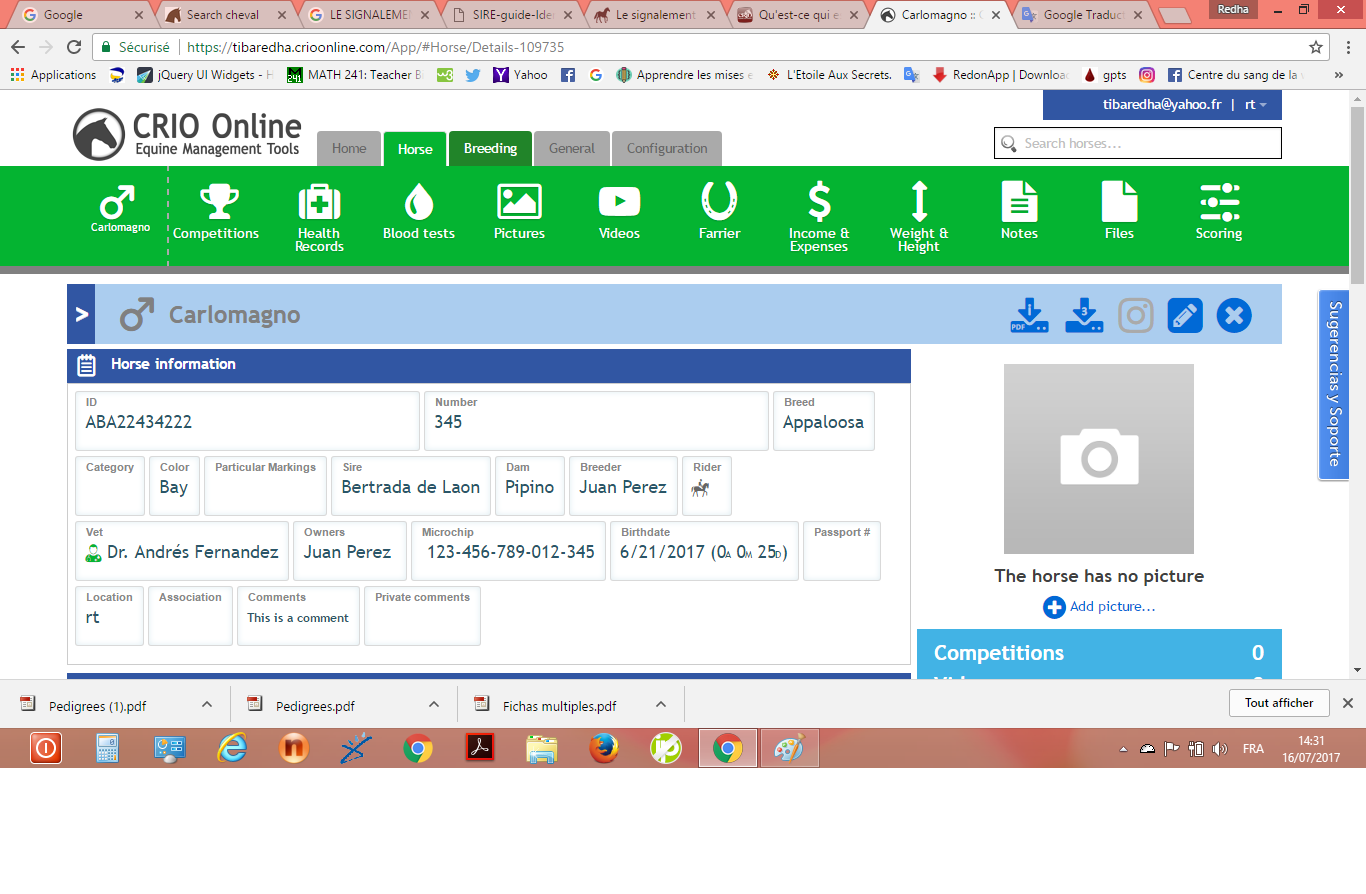 Google
Search cheval
LE SIGNALEMEN
SIRE-guide-Iden
Le signalement
Qu'est-ce qui es
Carlomagno :: C
Google Traduct
Redha
Sécurisé
https://tibaredha.crioonline.com/App/#Horse/Details-109735
Applications
jQuery UI Widgets - H
MATH 241: Teacher B
Yahoo
Apprendre les mises e
L'Etoile Aux Secrets.
RedonApp | Downloa
gpts
Centre du sang de la
»
tibaredha@yahoo.fr | rt
CRIO Online
Equine Management Tools
Home
Horse
Breeding
General
Configuration
Search horses...
Carlomagno
Competitions
Health
Records
Blood tests
Pictures
Videos
Farrier
Income &
Expenses
Weight &
Height
Notes
Files
Scoring
> Carlomagno
PDF
3
Sugerencias y Soporte
Horse information
ID
ABA22434222
Number
345
Breed
Appaloosa
Category
Color
Bay
Particular Markings
Sire
Bertrada de Laon
Dam
Pipino
Breeder
Juan Perez
Rider
Vet
Dr. Andrés Fernandez
Owners
Juan Perez
Microchip
123-456-789-012-345
Birthdate
6/21/2017 (0A 0M 25D)
Passport #
Location
rt
Association
Comments
This is a comment
Private comments
The horse has no picture
Add picture...
Competitions 0
Pedigrees (1).pdf
Pedigrees.pdf
Fichas multiples.pdf
Tout afficher
FRA
14:31
16/07/2017